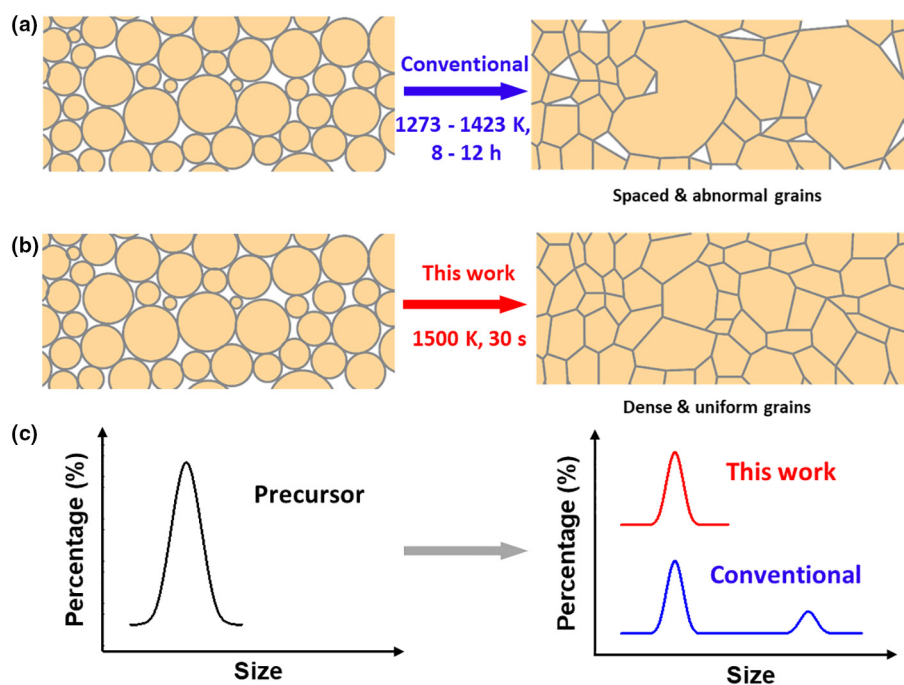 (a)
Conventional
1273 - 1423 K,
8 - 12 h
Spaced & abnormal grains
(b)
This work
1500 K, 30 s
Dense & uniform grains
(c)
Percentage (%)
Precursor
Size
Percentage (%)
This work
Conventional
Size